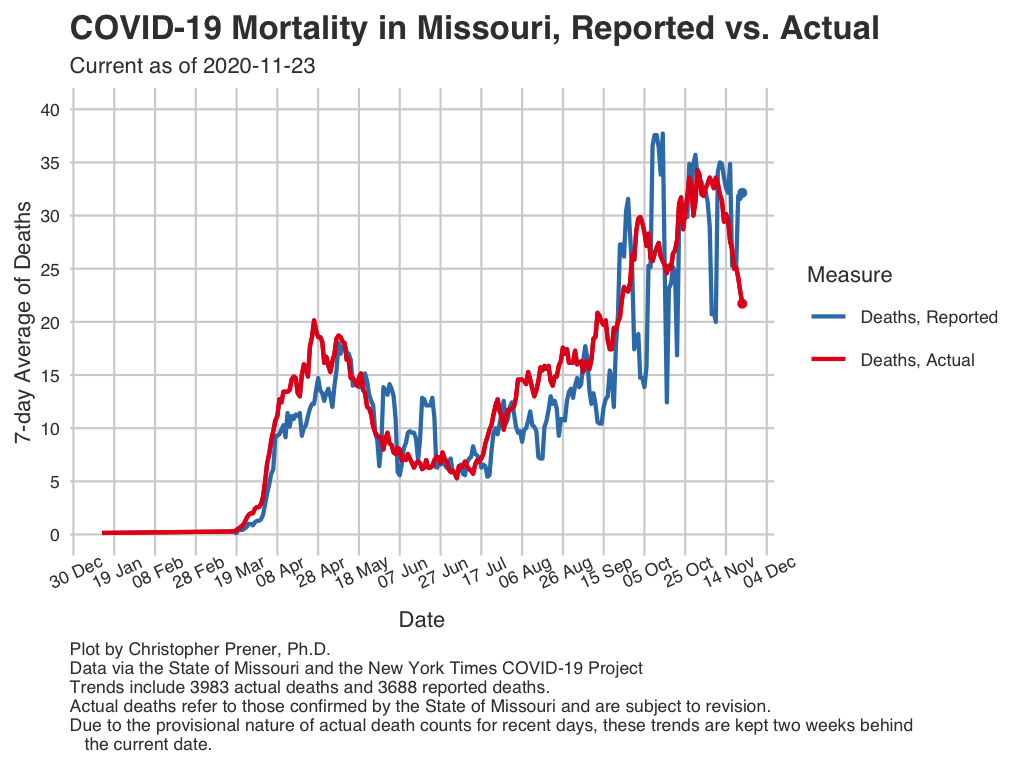 COVID-19 Mortality in Missouri, Reported vs. Actual
Current as of 2020-11-23
7-day Average of Deaths
40
35
30
25
20
15
10
5
0
30 Dec
19 Jan
08 Feb
28 Feb
19 Mar
08 Apr
28 Apr
18 May
07 Jun
27 Jun
17 Jul
06 Aug
26 Aug
15 Sep
05 Oct
25 Oct
14 Nov
04 Dec
Date
Measure
Deaths, Reported
Deaths, Actual
Plot by Christopher Prener, Ph.D.
Data via the State of Missouri and the New York Times COVID-19 Project
Trends include 3983 actual deaths and 3688 reported deaths.
Actual deaths refer to those confirmed by the State of Missouri and are subject to revision.
Due to the provisional nature of actual death counts for recent days, these trends are kept two weeks behind
the current date.